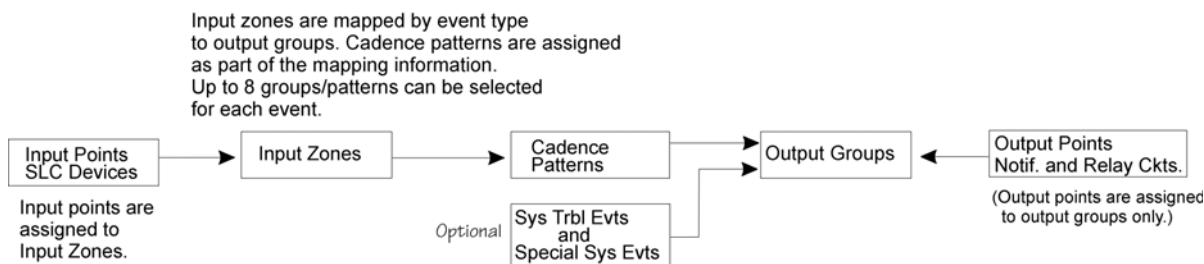 Input zones are mapped by event type
to output groups. Cadence patterns are assigned
as part of the mapping information.
Up to 8 groups/patterns can be selected
for each event.
Input Points
SLC Devices
Input Zones
Cadence
Patterns
Output Groups
Output Points
Notif. and Relay Ckts.
Input points are
assigned to
Input Zones.
Optional
Sys Trbl Evts
and
Special Sys Evts
(Output points are assigned
to output groups only.)